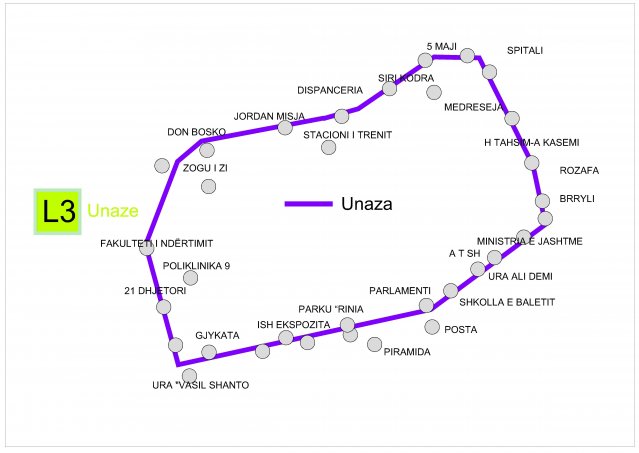 5 MAJI
SPITALI
SIRI KODRA
DISPANCERIA
MEDRESEJA
JORDAN MISJA
DON BOSKO
STACIONI I TRENIT
H TAHSIM-A KASEMI
ZOGU I ZI
ROZAFA
BRRYLI
L3 Unaze
Unaza
FAKULTETI I NDËRTIMIT
MINISTRIA E JASHTME
A T SH
POLIKLINIKA 9
URA ALI DEMI
21 DHJETORI
PARLAMENTI
SHKOLLA E BALETIT
PARKU "RINIA
ISH EKSPOZITA
POSTA
GJYKATA
PIRAMIDA
URA "VASIL SHANTO